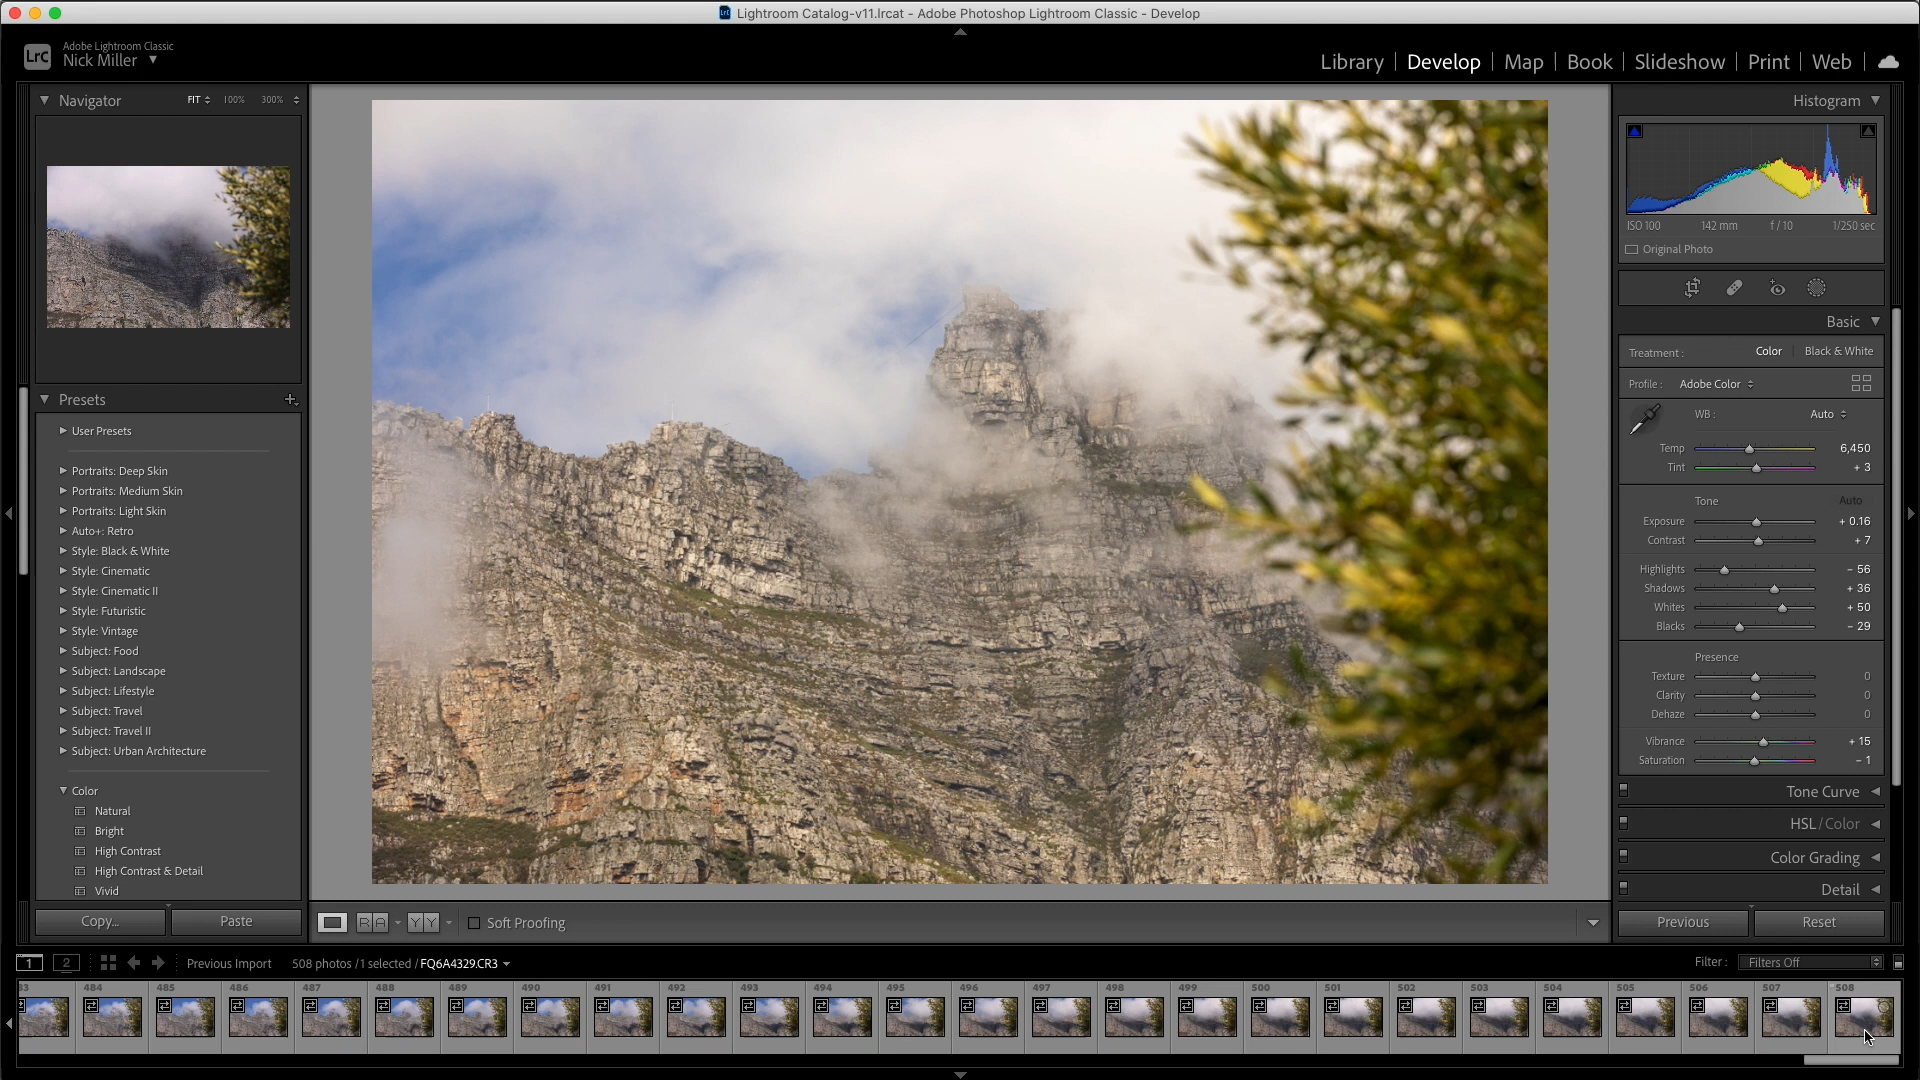 Lightroom Catalog-v11.lrcat - Adobe Photoshop Lightroom Classic - Develop
LrC
Adobe Lightroom Classic
Nick Miller
Library | Develop | Map | Book | Slideshow | Print | Web
Navigator
FIT
100%
300%
Histogram
ISO 100
142 mm
f / 10
1/250 sec
Original Photo
Basic
Treatment :
Color
Black & White
Profile :
Adobe Color
WB :
Auto
Temp
6,450
Tint
+ 3
Tone
Auto
Exposure
+ 0.16
Contrast
+ 7
Highlights
- 56
Shadows
+ 36
Whites
+ 50
Blacks
- 29
Presence
Texture
0
Clarity
0
Dehaze
0
Vibrance
+ 15
Saturation
- 1
Tone Curve
HSL / Color
Color Grading
Detail
Previous
Reset
Presets
User Presets
Portraits: Deep Skin
Portraits: Medium Skin
Portraits: Light Skin
Auto+: Retro
Style: Black & White
Style: Cinematic
Style: Cinematic II
Style: Futuristic
Style: Vintage
Subject: Food
Subject: Landscape
Subject: Lifestyle
Subject: Travel
Subject: Travel II
Subject: Urban Architecture
Color
Natural
Bright
High Contrast
High Contrast & Detail
Vivid
Copy...
Paste
R A
Y Y
Soft Proofing
1
2
Previous Import
508 photos / 1 selected / FQ6A4329.CR3
Filter :
Filters Off
33 484 485 486 487 488 489 490 491 492 493 494 495 496 497 498 499 500 501 502 503 504 505 506 507 508